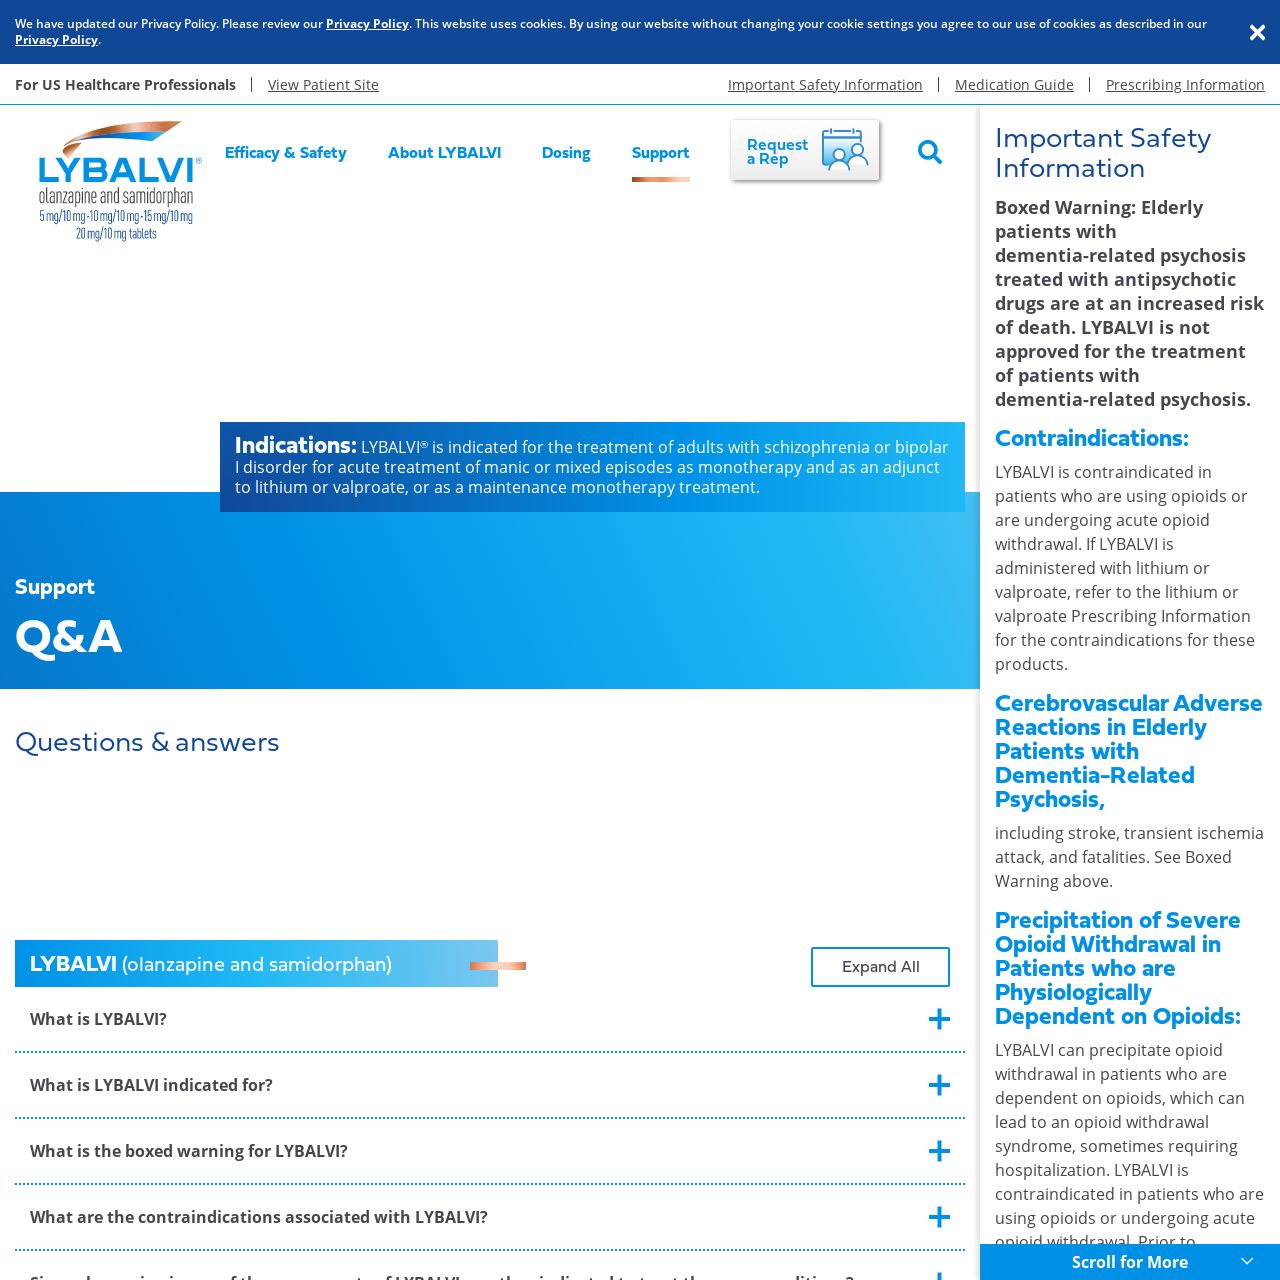 We have updated our Privacy Policy. Please review our Privacy Policy. This website uses cookies. By using our website without changing your cookie settings you agree to our use of cookies as described in our
Privacy Policy.
For US Healthcare Professionals
View Patient Site
Important Safety Information
Medication Guide
Prescribing Information
LYBALVI®
olanzapine and samidorphan
5 mg/10 mg·10 mg/10 mg·15 mg/10 mg
20 mg/10 mg tablets
Efficacy & Safety
About LYBALVI
Dosing
Support
Request
a Rep
Indications: LYBALVI® is indicated for the treatment of adults with schizophrenia or bipolar
I disorder for acute treatment of manic or mixed episodes as monotherapy and as an adjunct
to lithium or valproate, or as a maintenance monotherapy treatment.
Support
Q&A
Questions & answers
LYBALVI (olanzapine and samidorphan)
Expand All
What is LYBALVI?
What is LYBALVI indicated for?
What is the boxed warning for LYBALVI?
What are the contraindications associated with LYBALVI?
Important Safety
Information
Boxed Warning: Elderly
patients with
dementia-related psychosis
treated with antipsychotic
drugs are at an increased risk
of death. LYBALVI is not
approved for the treatment
of patients with
dementia-related psychosis.
Contraindications:
LYBALVI is contraindicated in
patients who are using opioids or
are undergoing acute opioid
withdrawal. If LYBALVI is
administered with lithium or
valproate, refer to the lithium or
valproate Prescribing Information
for the contraindications for these
products.
Cerebrovascular Adverse
Reactions in Elderly
Patients with
Dementia-Related
Psychosis,
including stroke, transient ischemia
attack, and fatalities. See Boxed
Warning above.
Precipitation of Severe
Opioid Withdrawal in
Patients who are
Physiologically
Dependent on Opioids:
LYBALVI can precipitate opioid
withdrawal in patients who are
dependent on opioids, which can
lead to an opioid withdrawal
syndrome, sometimes requiring
hospitalization. LYBALVI is
contraindicated in patients who are
using opioids or undergoing acute
opioid withdrawal. Prior to
Scroll for More